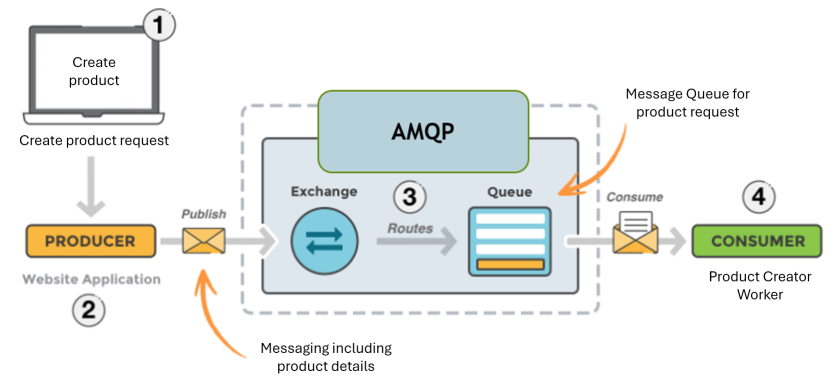 1
Create
product
Create product request
PRODUCER
Website Application
2
Publish
Messaging including
product details
AMQP
Exchange
3
Routes
Queue
Message Queue for
product request
Consume
4
CONSUMER
Product Creator
Worker